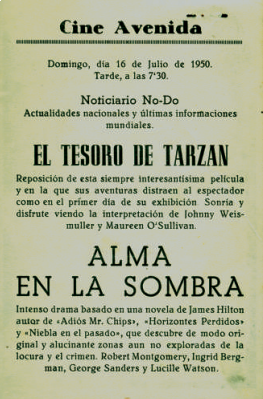 Cine Avenida
Domingo, día 16 de Julio de 1950.
Tarde, a las 7'30.
Noticiario No-Do
Actualidades nacionales y últimas informaciones
mundiales.
EL TESORO DE TARZAN
Reposición de esta siempre interesantísima película
y en la que sus aventuras distraen al espectador
como en el primer día de su exhibición Sonría y
disfrute viendo la interpretación de Johnny Weis-
muller y Maureen O'Sullivan.
ALMA
EN LA SOMBRA
Intenso drama basado en una novela de James Hilton
autor de «Adiós Mr. Chips», «Horizontes Perdidos»
y «Niebla en el pasado», que descubre de modo ori-
ginal y alucinante zonas aun no exploradas de la
locura y el crimen. Robert Montgomery, Ingrid Berg-
man, George Sanders y Lucille Watson.